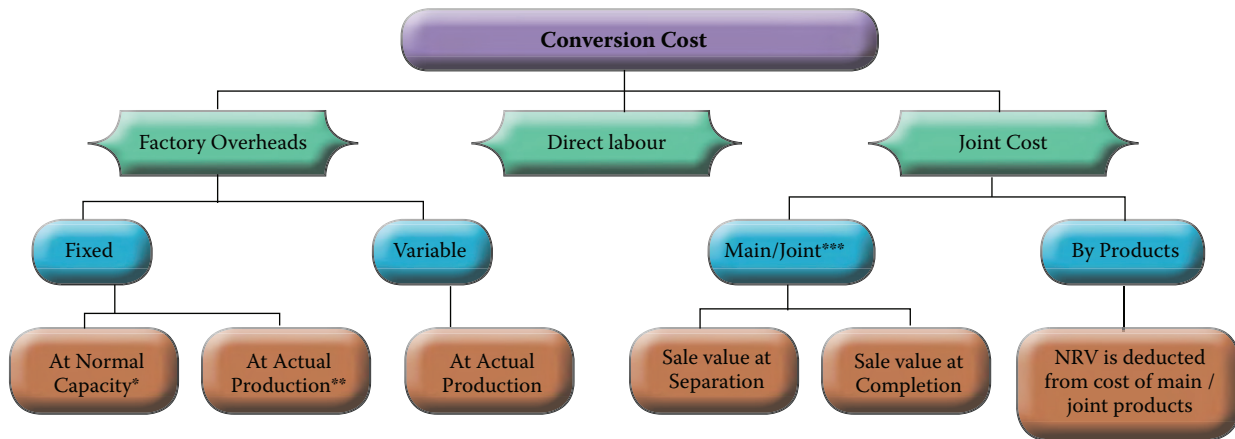 Conversion Cost
Factory Overheads
Direct labour
Joint Cost
Fixed
Variable
Main/Joint***
By Products
At Normal
Capacity*
At Actual
Production**
At Actual
Production
Sale value at
Separation
Sale value at
Completion
NRV is deducted
from cost of main /
joint products